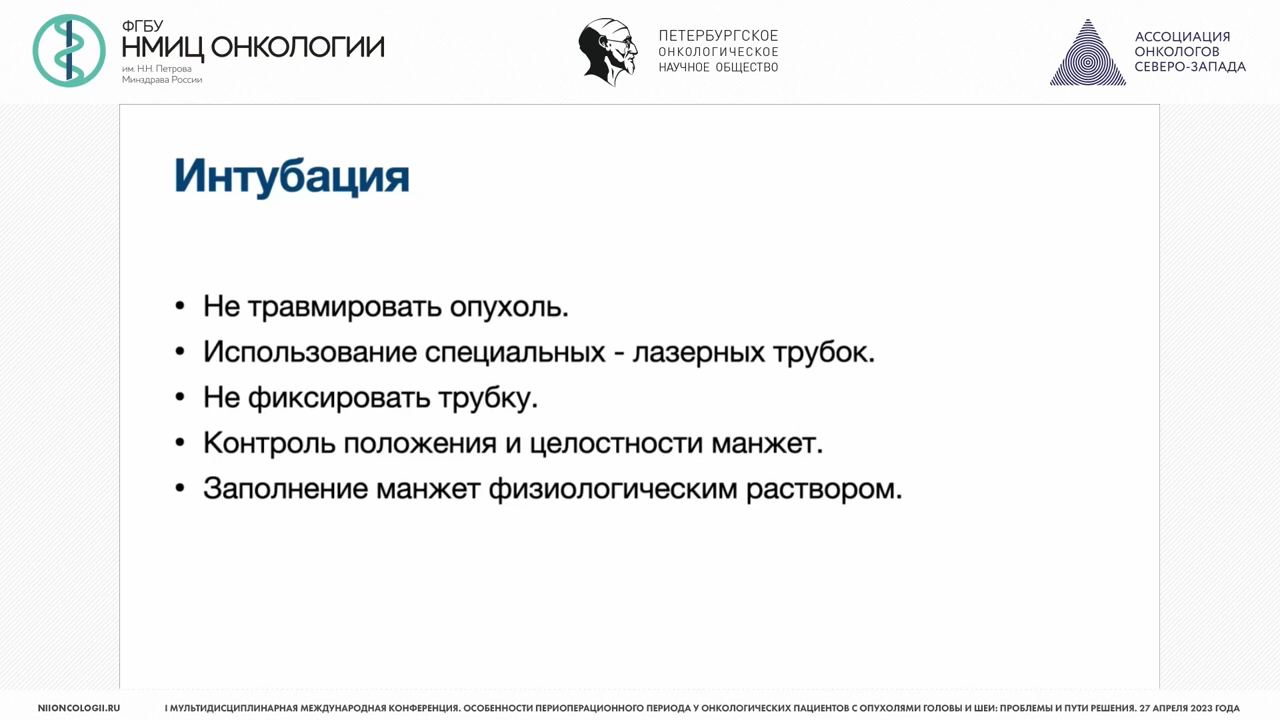 ФГБУ
НМИЦ ОНКОЛОГИИ
им. Н.Н. Петрова
Минздрава России
ПЕТЕРБУРГСКОЕ
ОНКОЛОГИЧЕСКОЕ
НАУЧНОЕ ОБЩЕСТВО
АССОЦИАЦИЯ
ОНКОЛОГОВ
СЕВЕРО-ЗАПАДА
Интубация
• Не травмировать опухоль.
• Использование специальных - лазерных трубок.
• Не фиксировать трубку.
• Контроль положения и целостности манжет.
• Заполнение манжет физиологическим раствором.
NIIONCOLOGII.RU
I МУЛЬТИДИСЦИПЛИНАРНАЯ МЕЖДУНАРОДНАЯ КОНФЕРЕНЦИЯ. ОСОБЕННОСТИ ПЕРИОПЕРАЦИОННОГО ПЕРИОДА У ОНКОЛОГИЧЕСКИХ ПАЦИЕНТОВ С ОПУХОЛЯМИ ГОЛОВЫ И ШЕИ: ПРОБЛЕМЫ И ПУТИ РЕШЕНИЯ. 27 АПРЕЛЯ 2023 ГОДА